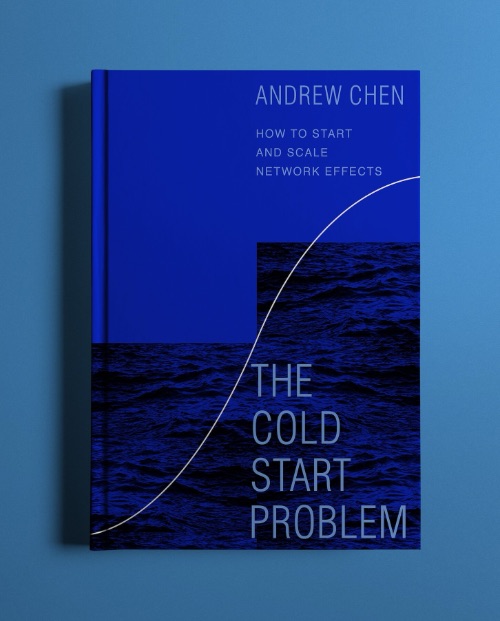 ANDREW CHEN
HOW TO START
AND SCALE
NETWORK EFFECTS
THE
COLD
START
PROBLEM